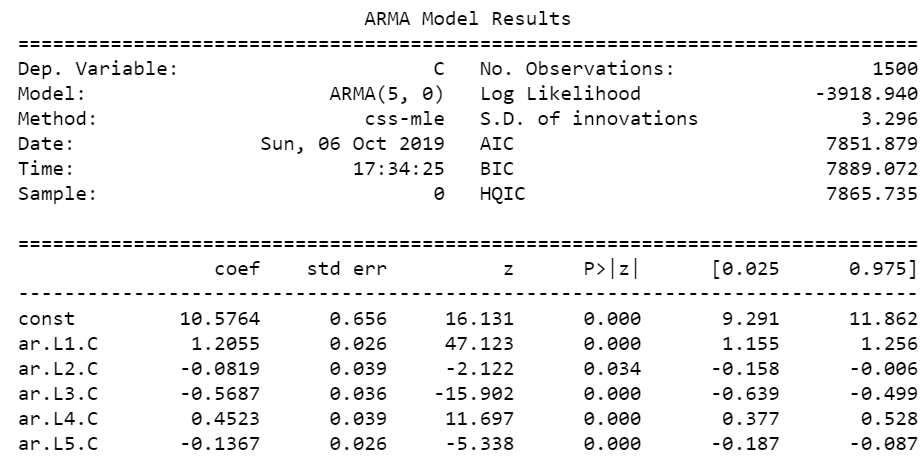 ARMA Model Results
==============================================================================
Dep. Variable: C No. Observations: 1500
Model: ARMA(5, 0) Log Likelihood -3918.940
Method: css-mle S.D. of innovations 3.296
Date: Sun, 06 Oct 2019 AIC 7851.879
Time: 17:34:25 BIC 7889.072
Sample: 0 HQIC 7865.735
==============================================================================
coef std err z P>|z| [0.025 0.975]
------------------------------------------------------------------------------
const 10.5764 0.656 16.131 0.000 9.291 11.862
ar.L1.C 1.2055 0.026 47.123 0.000 1.155 1.256
ar.L2.C -0.0819 0.039 -2.122 0.034 -0.158 -0.006
ar.L3.C -0.5687 0.036 -15.902 0.000 -0.639 -0.499
ar.L4.C 0.4523 0.039 11.697 0.000 0.377 0.528
ar.L5.C -0.1367 0.026 -5.338 0.000 -0.187 -0.087